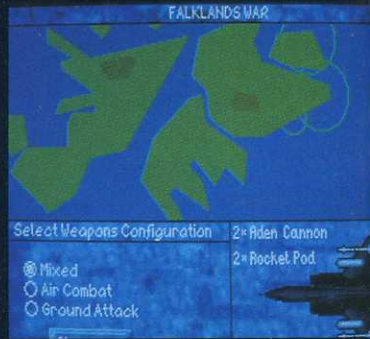 FALKLANDS WAR
Select Weapons Configuration
2× Aden Cannon
2× Rocket Pod
Mixed
Air Combat
Ground Attack